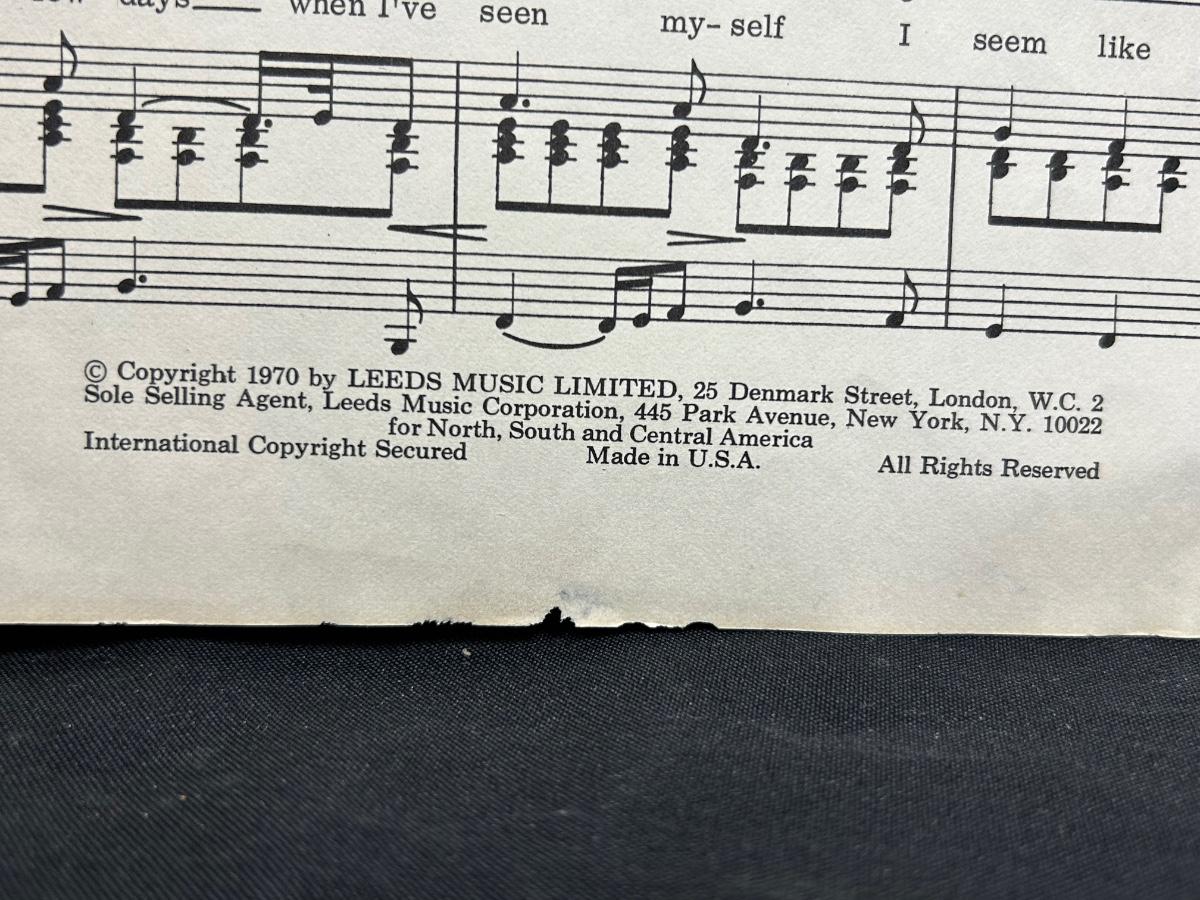 days when I've seen my- self I seem like
© Copyright 1970 by LEEDS MUSIC LIMITED, 25 Denmark Street, London, W.C. 2
Sole Selling Agent, Leeds Music Corporation, 445 Park Avenue, New York, N.Y. 10022
for North, South and Central America
International Copyright Secured Made in U.S.A. All Rights Reserved